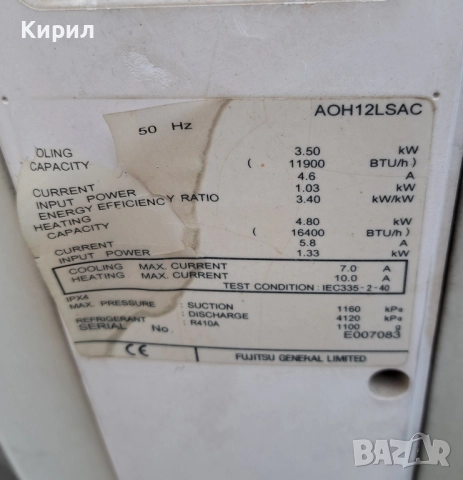 Кирил
AOH12LSAC
50 Hz
OLING CAPACITY 3.50 kW
( 11900 BTU/h )
CURRENT 4.6 A
INPUT POWER 1.03 kW
ENERGY EFFICIENCY RATIO 3.40 kW/kW
HEATING CAPACITY 4.80 kW
( 16400 BTU/h )
CURRENT 5.8 A
INPUT POWER 1.33 kW
COOLING MAX. CURRENT 7.0 A
HEATING MAX. CURRENT 10.0 A
TEST CONDITION : IEC335-2-40
IPX4
MAX. PRESSURE : SUCTION 1160 kPa
: DISCHARGE 4120 kPa
REFRIGERANT : R410A 1100 g
SERIAL No. E007083
CE FUJITSU GENERAL LIMITED
BAZAR
bg